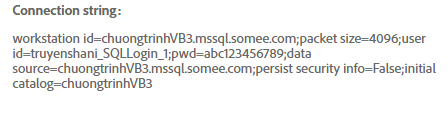 Connection string:
workstation id=chuongtrinhVB3.mssql.somee.com;packet size=4096;user
id=truyenshani_SQLLogin_1;pwd=abc123456789;data
source=chuongtrinhVB3.mssql.somee.com;persist security info=False;initial
catalog=chuongtrinhVB3